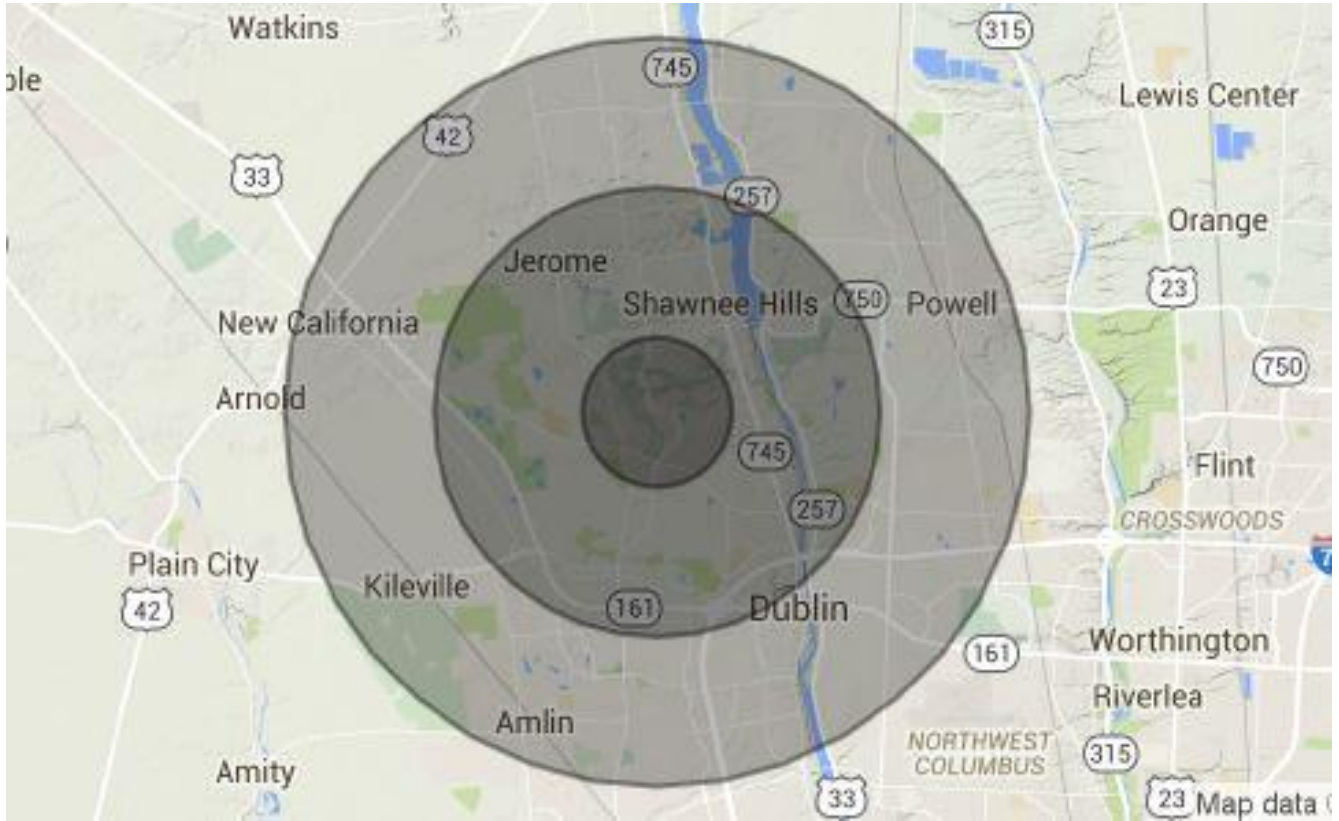 Watkins
745
315
ble
Lewis Center
42
33
257
Orange
Jerome
23
Shawnee Hills
750
Powell
New California
750
Arnold
745
Flint
257
CROSSWOODS
Plain City
Kileville
7
42
161
Dublin
161
Worthington
Riverlea
Amlin
NORTHWEST
COLUMBUS
315
Amity
33
23
Map data